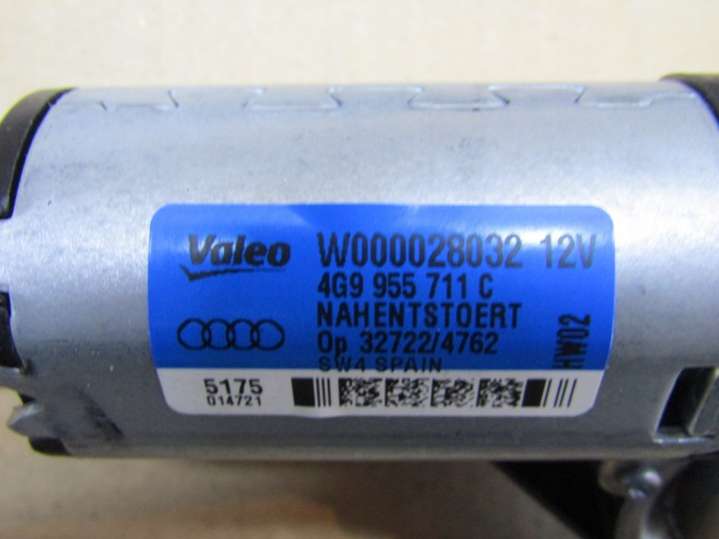 Valeo W000028032 12V
4G9 955 711 C
NAHENTSTOERT
Op 32722/4762
SW4 SPAIN
HW02
5175
014721